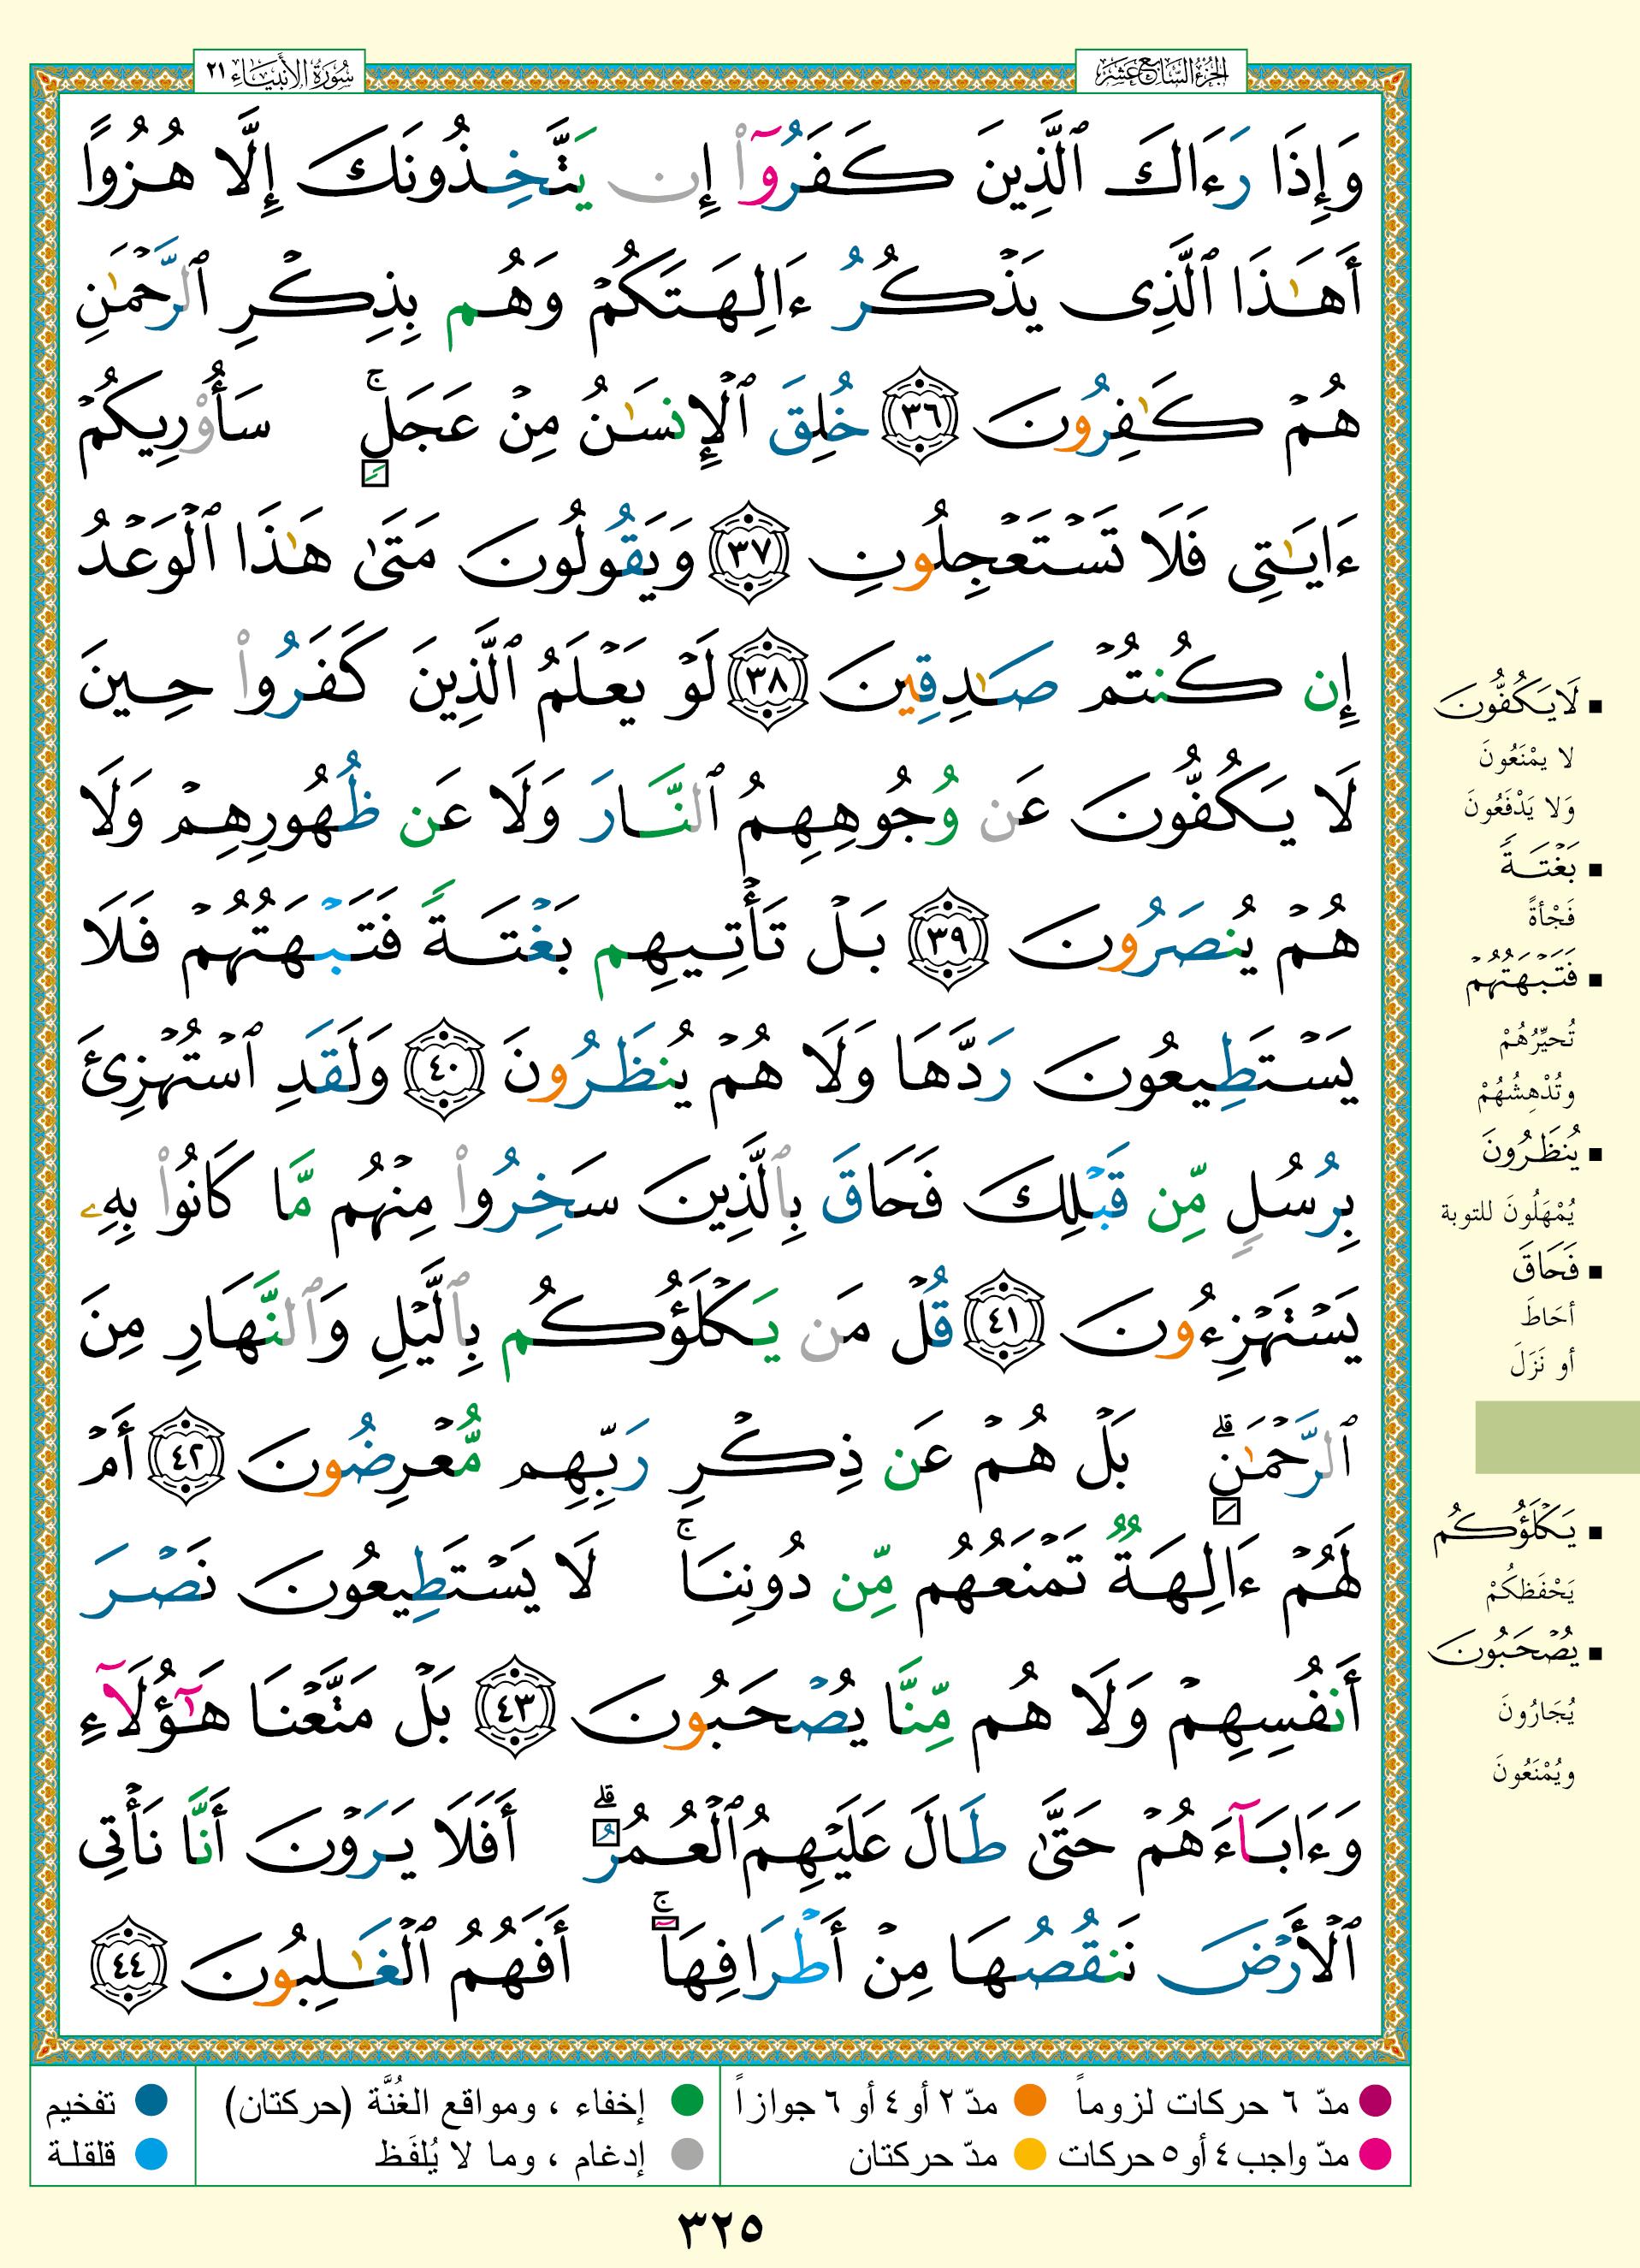 الجزء السابع عشر
سورة الأنبياء ٢١
وَإِذَا رَءَاكَ ٱلَّذِينَ كَفَرُوٓا۟ إِن يَتَّخِذُونَكَ إِلَّا هُزُوًا
أَهَٰذَا ٱلَّذِى يَذْكُرُ ءَالِهَتَكُمْ وَهُم بِذِكْرِ ٱلرَّحْمَٰنِ
هُمْ كَٰفِرُونَ ٣٦ خُلِقَ ٱلْإِنسَٰنُ مِنْ عَجَلٍۚ سَأُو۟رِيكُمْ
ءَايَٰتِى فَلَا تَسْتَعْجِلُونِ ٣٧ وَيَقُولُونَ مَتَىٰ هَٰذَا ٱلْوَعْدُ
إِن كُنتُمْ صَٰدِقِينَ ٣٨ لَوْ يَعْلَمُ ٱلَّذِينَ كَفَرُوا۟ حِينَ
لَا يَكُفُّونَ عَن وُجُوهِهِمُ ٱلنَّارَ وَلَا عَن ظُهُورِهِمْ وَلَا
هُمْ يُنصَرُونَ ٣٩ بَلْ تَأْتِيهِم بَغْتَةً فَتَبْهَتُهُمْ فَلَا
يَسْتَطِيعُونَ رَدَّهَا وَلَا هُمْ يُنظَرُونَ ٤٠ وَلَقَدِ ٱسْتُهْزِئَ
بِرُسُلٍ مِّن قَبْلِكَ فَحَاقَ بِٱلَّذِينَ سَخِرُوا۟ مِنْهُم مَّا كَانُوا۟ بِهِۦ
يَسْتَهْزِءُونَ ٤١ قُلْ مَن يَكْلَؤُكُم بِٱلَّيْلِ وَٱلنَّهَارِ مِنَ
ٱلرَّحْمَٰنِۗ بَلْ هُمْ عَن ذِكْرِ رَبِّهِم مُّعْرِضُونَ ٤٢ أَمْ
لَهُمْ ءَالِهَةٌ تَمْنَعُهُم مِّن دُونِنَاۚ لَا يَسْتَطِيعُونَ نَصْرَ
أَنفُسِهِمْ وَلَا هُم مِّنَّا يُصْحَبُونَ ٤٣ بَلْ مَتَّعْنَا هَٰٓؤُلَآءِ
وَءَابَآءَهُمْ حَتَّىٰ طَالَ عَلَيْهِمُ ٱلْعُمُرُۗ أَفَلَا يَرَوْنَ أَنَّا نَأْتِى
ٱلْأَرْضَ نَنقُصُهَا مِنْ أَطْرَافِهَآۚ أَفَهُمُ ٱلْغَٰلِبُونَ ٤٤
■ لَا يَكُفُّونَ
لا يمْنَعُونَ
وَلا يَدْفَعُونَ
■ بَغْتَةً
فَجْأةً
■ فَتَبْهَتُهُمْ
تُحيِّرُهُمْ
وتُدْهِشُهُمْ
■ يُنظَرُونَ
يُمْهَلُونَ للتوبة
■ فَحَاقَ
أحَاطَ
أو نَزَلَ
■ يَكْلَؤُكُم
يَحْفَظكُمْ
■ يُصْحَبُونَ
يُجَارُونَ
ويُمْنَعُونَ
مدّ ٦ حركات لزوماً مدّ ٢ أو ٤ أو ٦ جوازاً إخفاء ، ومواقع الغُنَّة (حركتان) تفخيم
مدّ واجب ٤ أو ٥ حركات مدّ حركتان إدغام ، وما لا يُلفَظ قلقلة
٣٢٥